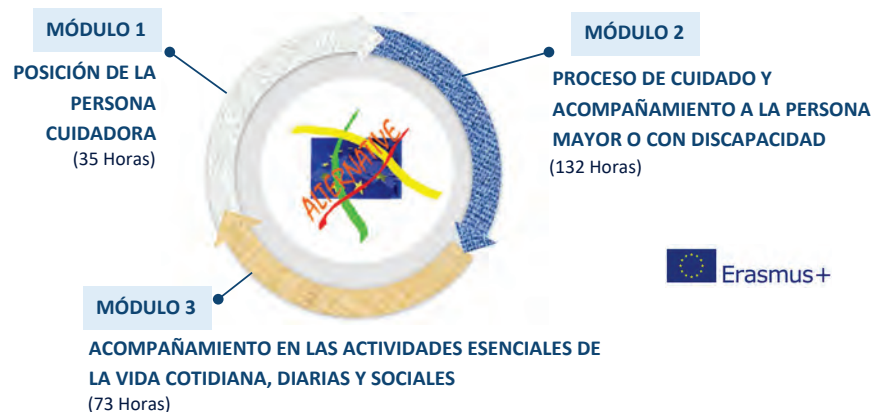 MÓDULO 1
POSICIÓN DE LA
PERSONA
CUIDADORA
(35 Horas)
MÓDULO 2
PROCESO DE CUIDADO Y
ACOMPAÑAMIENTO A LA PERSONA
MAYOR O CON DISCAPACIDAD
(132 Horas)
ALTERNATIVE
Erasmus+
MÓDULO 3
ACOMPAÑAMIENTO EN LAS ACTIVIDADES ESENCIALES DE
LA VIDA COTIDIANA, DIARIAS Y SOCIALES
(73 Horas)